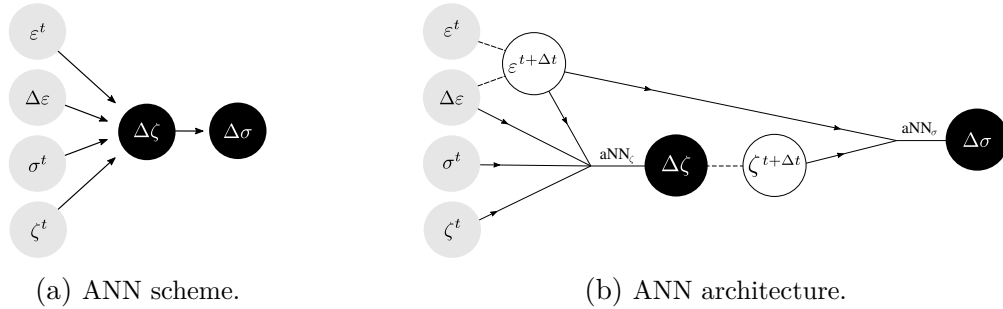 ε^t
Δε
σ^t
ζ^t
Δζ
Δσ
(a) ANN scheme.
ε^t
Δε
σ^t
ζ^t
ε^{t+Δt}
aNN_ζ
Δζ
ζ^{t+Δt}
aNN_σ
Δσ
(b) ANN architecture.